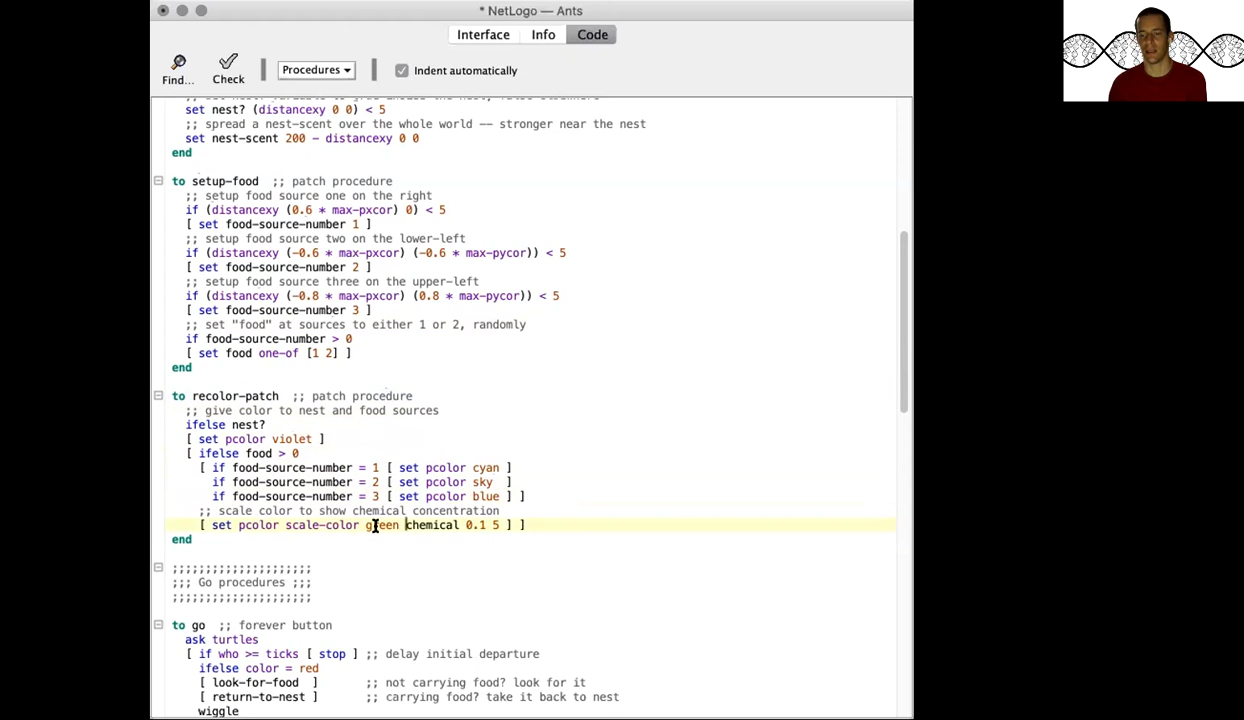 * NetLogo — Ants
Interface Info Code
Find... Check Procedures Indent automatically
set nest? (distancexy 0 0) < 5
;; spread a nest-scent over the whole world -- stronger near the nest
set nest-scent 200 - distancexy 0 0
end
to setup-food ;; patch procedure
;; setup food source one on the right
if (distancexy (0.6 * max-pxcor) 0) < 5
[ set food-source-number 1 ]
;; setup food source two on the lower-left
if (distancexy (-0.6 * max-pxcor) (-0.6 * max-pycor)) < 5
[ set food-source-number 2 ]
;; setup food source three on the upper-left
if (distancexy (-0.8 * max-pxcor) (0.8 * max-pycor)) < 5
[ set food-source-number 3 ]
;; set "food" at sources to either 1 or 2, randomly
if food-source-number > 0
[ set food one-of [1 2] ]
end
to recolor-patch ;; patch procedure
;; give color to nest and food sources
ifelse nest?
[ set pcolor violet ]
[ ifelse food > 0
[ if food-source-number = 1 [ set pcolor cyan ]
if food-source-number = 2 [ set pcolor sky ]
if food-source-number = 3 [ set pcolor blue ] ]
;; scale color to show chemical concentration
[ set pcolor scale-color green chemical 0.1 5 ] ]
end
;;;;;;;;;;;;;;;;;;;;;
;;; Go procedures ;;;
;;;;;;;;;;;;;;;;;;;;;
to go ;; forever button
ask turtles
[ if who >= ticks [ stop ] ;; delay initial departure
ifelse color = red
[ look-for-food ] ;; not carrying food? look for it
[ return-to-nest ] ;; carrying food? take it back to nest
wiggle